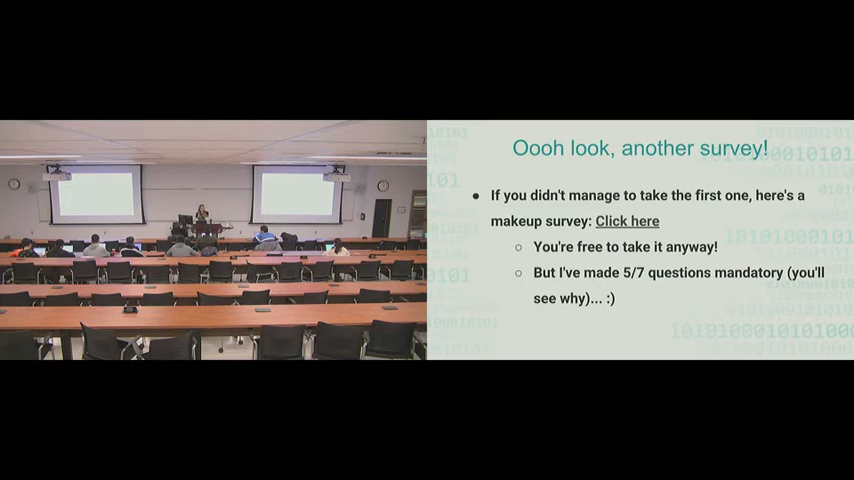 Oooh look, another survey!
● If you didn't manage to take the first one, here's a
makeup survey: Click here
○ You're free to take it anyway!
○ But I've made 5/7 questions mandatory (you'll
see why)... :)